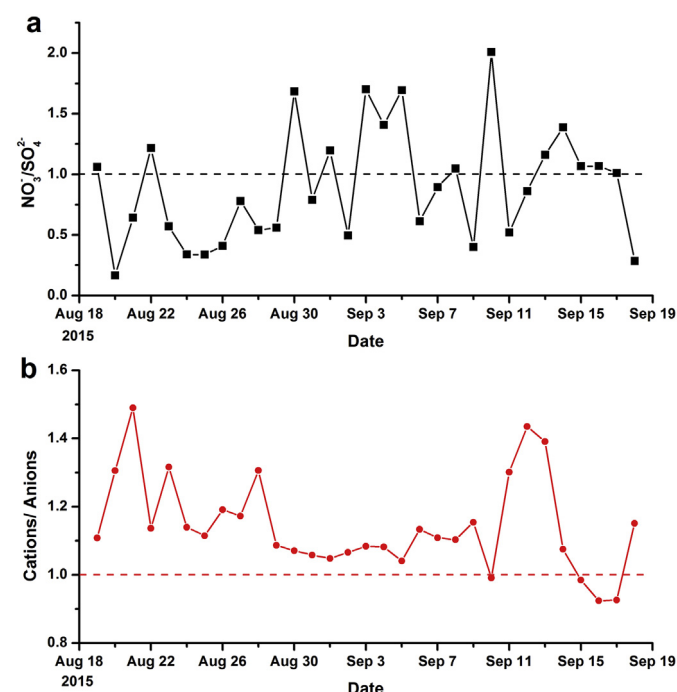 a
2.0
1.5
1.0
0.5
0.0
NO₃⁻/SO₄²⁻
Aug 18 Aug 22 Aug 26 Aug 30 Sep 3 Sep 7 Sep 11 Sep 15 Sep 19
2015
Date
b
1.6
1.4
1.2
1.0
0.8
Cations/ Anions
Aug 18 Aug 22 Aug 26 Aug 30 Sep 3 Sep 7 Sep 11 Sep 15 Sep 19
2015
Date